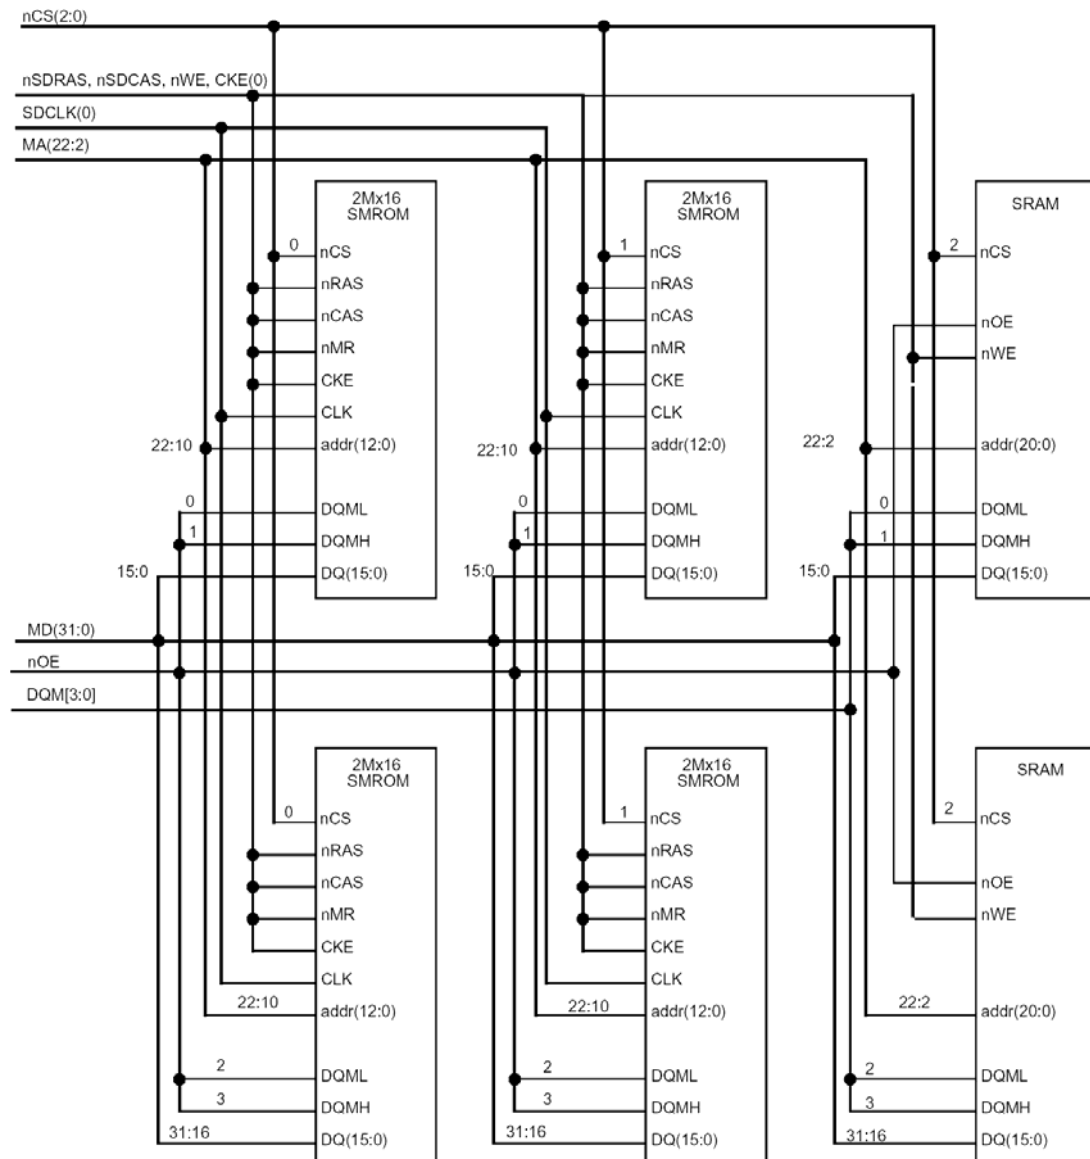 nCS(2:0)
nSDRAS, nSDCAS, nWE, CKE(0)
SDCLK(0)
MA(22:2)
2Mx16
SMROM
0
nCS
nRAS
nCAS
nMR
CKE
CLK
22:10
addr(12:0)
0
DQML
1
DQMH
15:0
DQ(15:0)
2Mx16
SMROM
1
nCS
nRAS
nCAS
nMR
CKE
CLK
22:10
addr(12:0)
0
DQML
1
DQMH
15:0
DQ(15:0)
SRAM
2
nCS
nOE
nWE
22:2
addr(20:0)
0
DQML
1
DQMH
15:0
DQ(15:0)
MD(31:0)
nOE
DQM[3:0]
2Mx16
SMROM
0
nCS
nRAS
nCAS
nMR
CKE
CLK
22:10
addr(12:0)
2
DQML
3
DQMH
31:16
DQ(15:0)
2Mx16
SMROM
1
nCS
nRAS
nCAS
nMR
CKE
CLK
22:10
addr(12:0)
2
DQML
3
DQMH
31:16
DQ(15:0)
SRAM
2
nCS
nOE
nWE
22:2
addr(20:0)
2
DQML
3
DQMH
31:16
DQ(15:0)